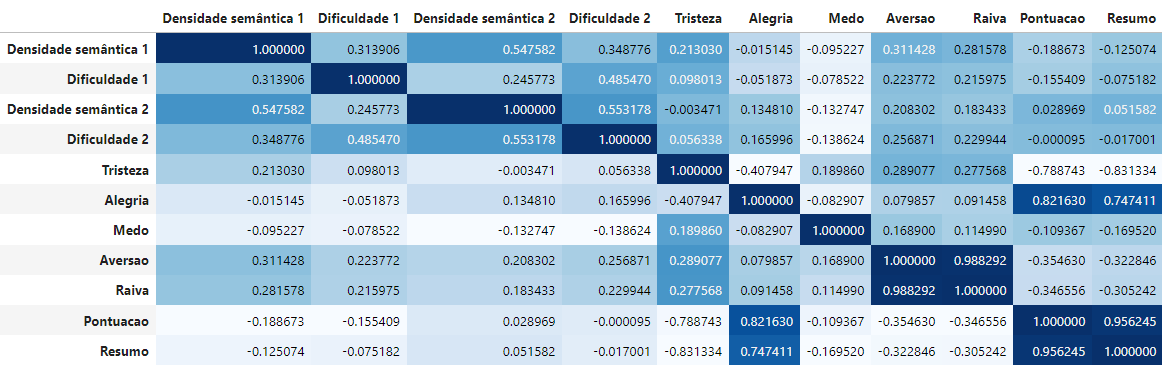 Densidade semântica 1 Dificuldade 1 Densidade semântica 2 Dificuldade 2 Tristeza Alegria Medo Aversao Raiva Pontuacao Resumo
Densidade semântica 1 1.000000 0.313906 0.547582 0.348776 0.213030 -0.015145 -0.095227 0.311428 0.281578 -0.188673 -0.125074
Dificuldade 1 0.313906 1.000000 0.245773 0.485470 0.098013 -0.051873 -0.078522 0.223772 0.215975 -0.155409 -0.075182
Densidade semântica 2 0.547582 0.245773 1.000000 0.553178 -0.003471 0.134810 -0.132747 0.208302 0.183433 0.028969 0.051582
Dificuldade 2 0.348776 0.485470 0.553178 1.000000 0.056338 0.165996 -0.138624 0.256871 0.229944 -0.000095 -0.017001
Tristeza 0.213030 0.098013 -0.003471 0.056338 1.000000 -0.407947 0.189860 0.289077 0.277568 -0.788743 -0.831334
Alegria -0.015145 -0.051873 0.134810 0.165996 -0.407947 1.000000 -0.082907 0.079857 0.091458 0.821630 0.747411
Medo -0.095227 -0.078522 -0.132747 -0.138624 0.189860 -0.082907 1.000000 0.168900 0.114990 -0.109367 -0.169520
Aversao 0.311428 0.223772 0.208302 0.256871 0.289077 0.079857 0.168900 1.000000 0.988292 -0.354630 -0.322846
Raiva 0.281578 0.215975 0.183433 0.229944 0.277568 0.091458 0.114990 0.988292 1.000000 -0.346556 -0.305242
Pontuacao -0.188673 -0.155409 0.028969 -0.000095 -0.788743 0.821630 -0.109367 -0.354630 -0.346556 1.000000 0.956245
Resumo -0.125074 -0.075182 0.051582 -0.017001 -0.831334 0.747411 -0.169520 -0.322846 -0.305242 0.956245 1.000000